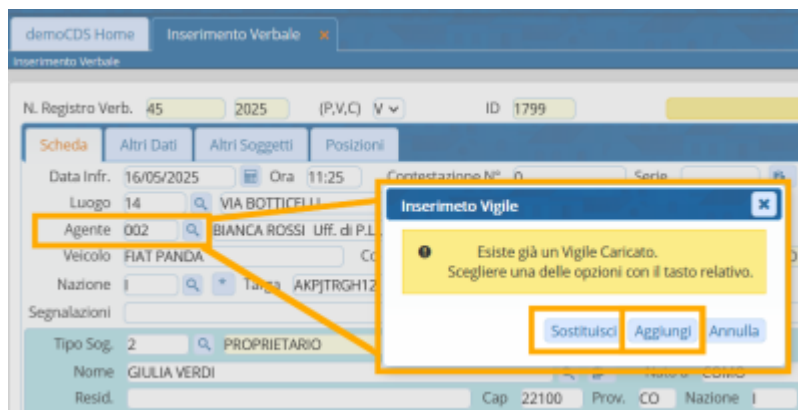 demoCDS Home Inserimento Verbale ×
Inserimento Verbale
N. Registro Verb. 45 2025 (P,V,C) V ID 1799
Scheda Altri Dati Altri Soggetti Posizioni
Data Infr. 16/05/2025 Ora 11:25 Contestazione N° 0 Serie
Luogo 14 VIA BOTTICELLI
Agente 002 BIANCA ROSSI Uff. di P.L.
Veicolo FIAT PANDA Co
Nazione I * Targa AKPJTRGH12
Segnalazioni
Tipo Sog. 2 PROPRIETARIO
Nome GIULIA VERDI Nato a COMO
Resid. Cap 22100 Prov. CO Nazione I
Inserimeto Vigile
Esiste già un Vigile Caricato.
Scegliere una delle opzioni con il tasto relativo.
Sostituisci Aggiungi Annulla